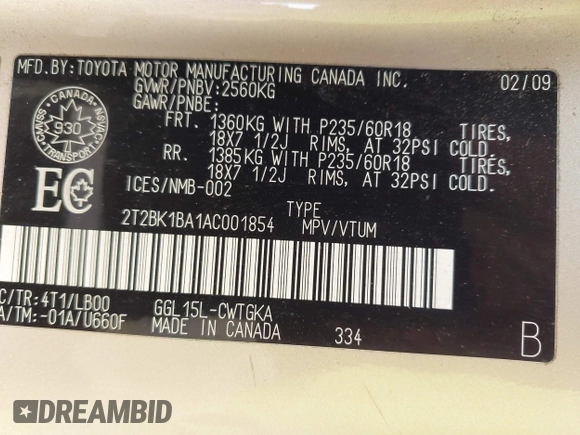 MFD.BY:TOYOTA MOTOR MANUFACTURING CANADA INC. 02/09
GVWR/PNBV:2560KG
GAWR/PNBE:
FRT. 1360KG WITH P235/60R18 TIRES,
18X7 1/2J RIMS, AT 32PSI COLD.
RR. 1385KG WITH P235/60R18 TIRES,
18X7 1/2J RIMS, AT 32PSI COLD.
CANADA
930
TRANSPORT
CMVSS
NSVAC
EC
ICES/NMB-002
TYPE
2T2BK1BA1AC001854 MPV/VTUM
C/TR:4T1/LB00
A/TM:-01A/U660F
GGL15L-CWTGKA
MADE IN CANADA
334
B
DREAMBID